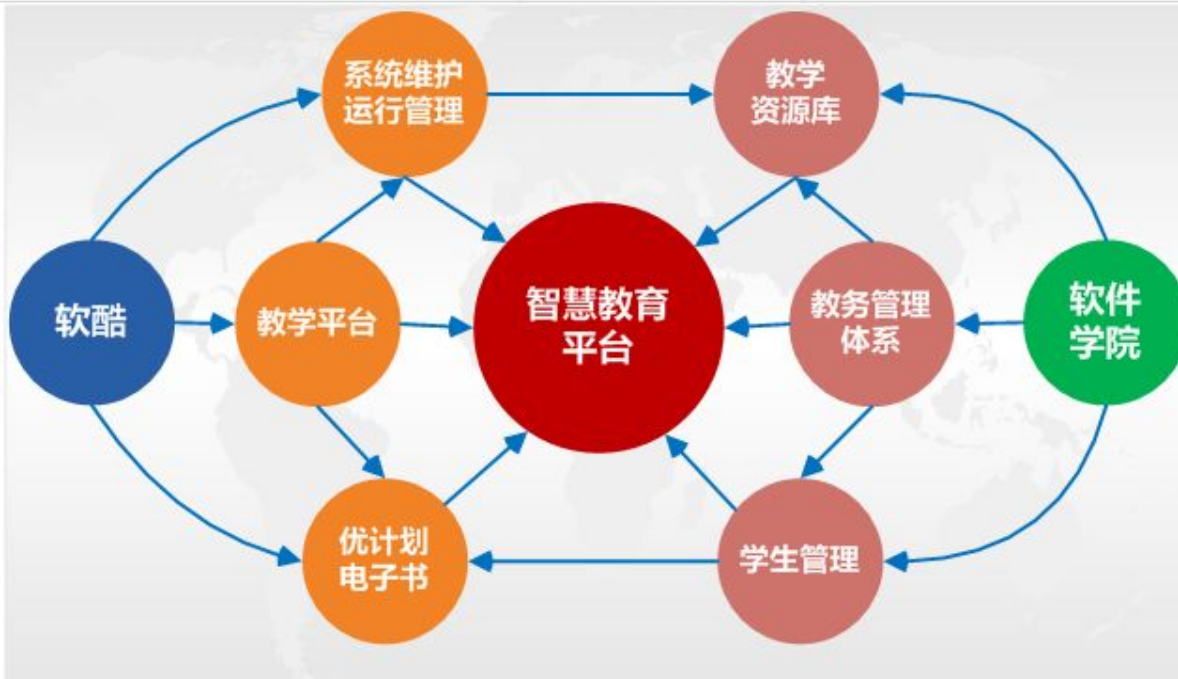 系统维护
运行管理
教学
资源库
软酷
教学平台
智慧教育
平台
教务管理
体系
软件
学院
优计划
电子书
学生管理